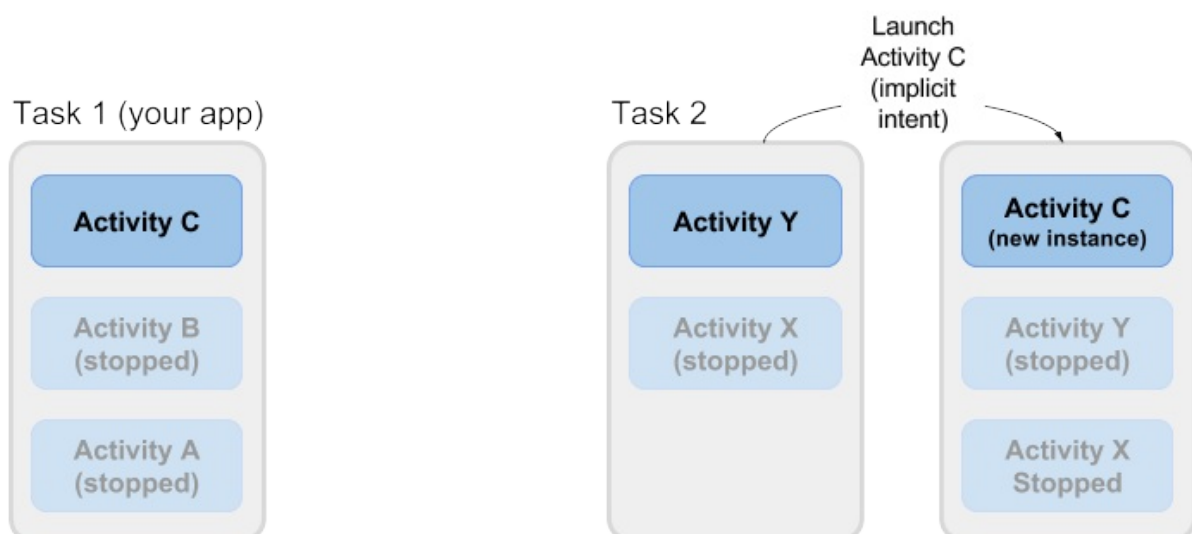 Launch
Activity C
(implicit
intent)
Task 1 (your app)
Task 2
Activity C
Activity B
(stopped)
Activity A
(stopped)
Activity Y
Activity X
(stopped)
Activity C
(new instance)
Activity Y
(stopped)
Activity X
Stopped